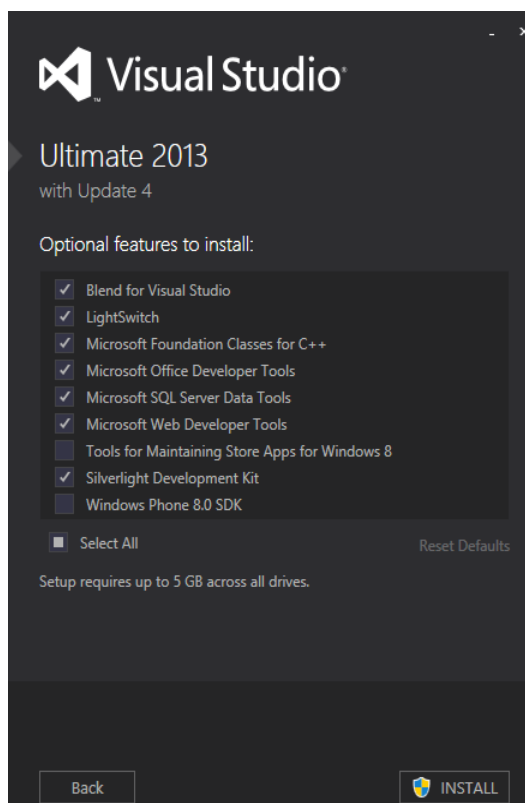 Visual Studio
Ultimate 2013
with Update 4
Optional features to install:
Blend for Visual Studio
LightSwitch
Microsoft Foundation Classes for C++
Microsoft Office Developer Tools
Microsoft SQL Server Data Tools
Microsoft Web Developer Tools
Tools for Maintaining Store Apps for Windows 8
Silverlight Development Kit
Windows Phone 8.0 SDK
Select All Reset Defaults
Setup requires up to 5 GB across all drives.
Back INSTALL